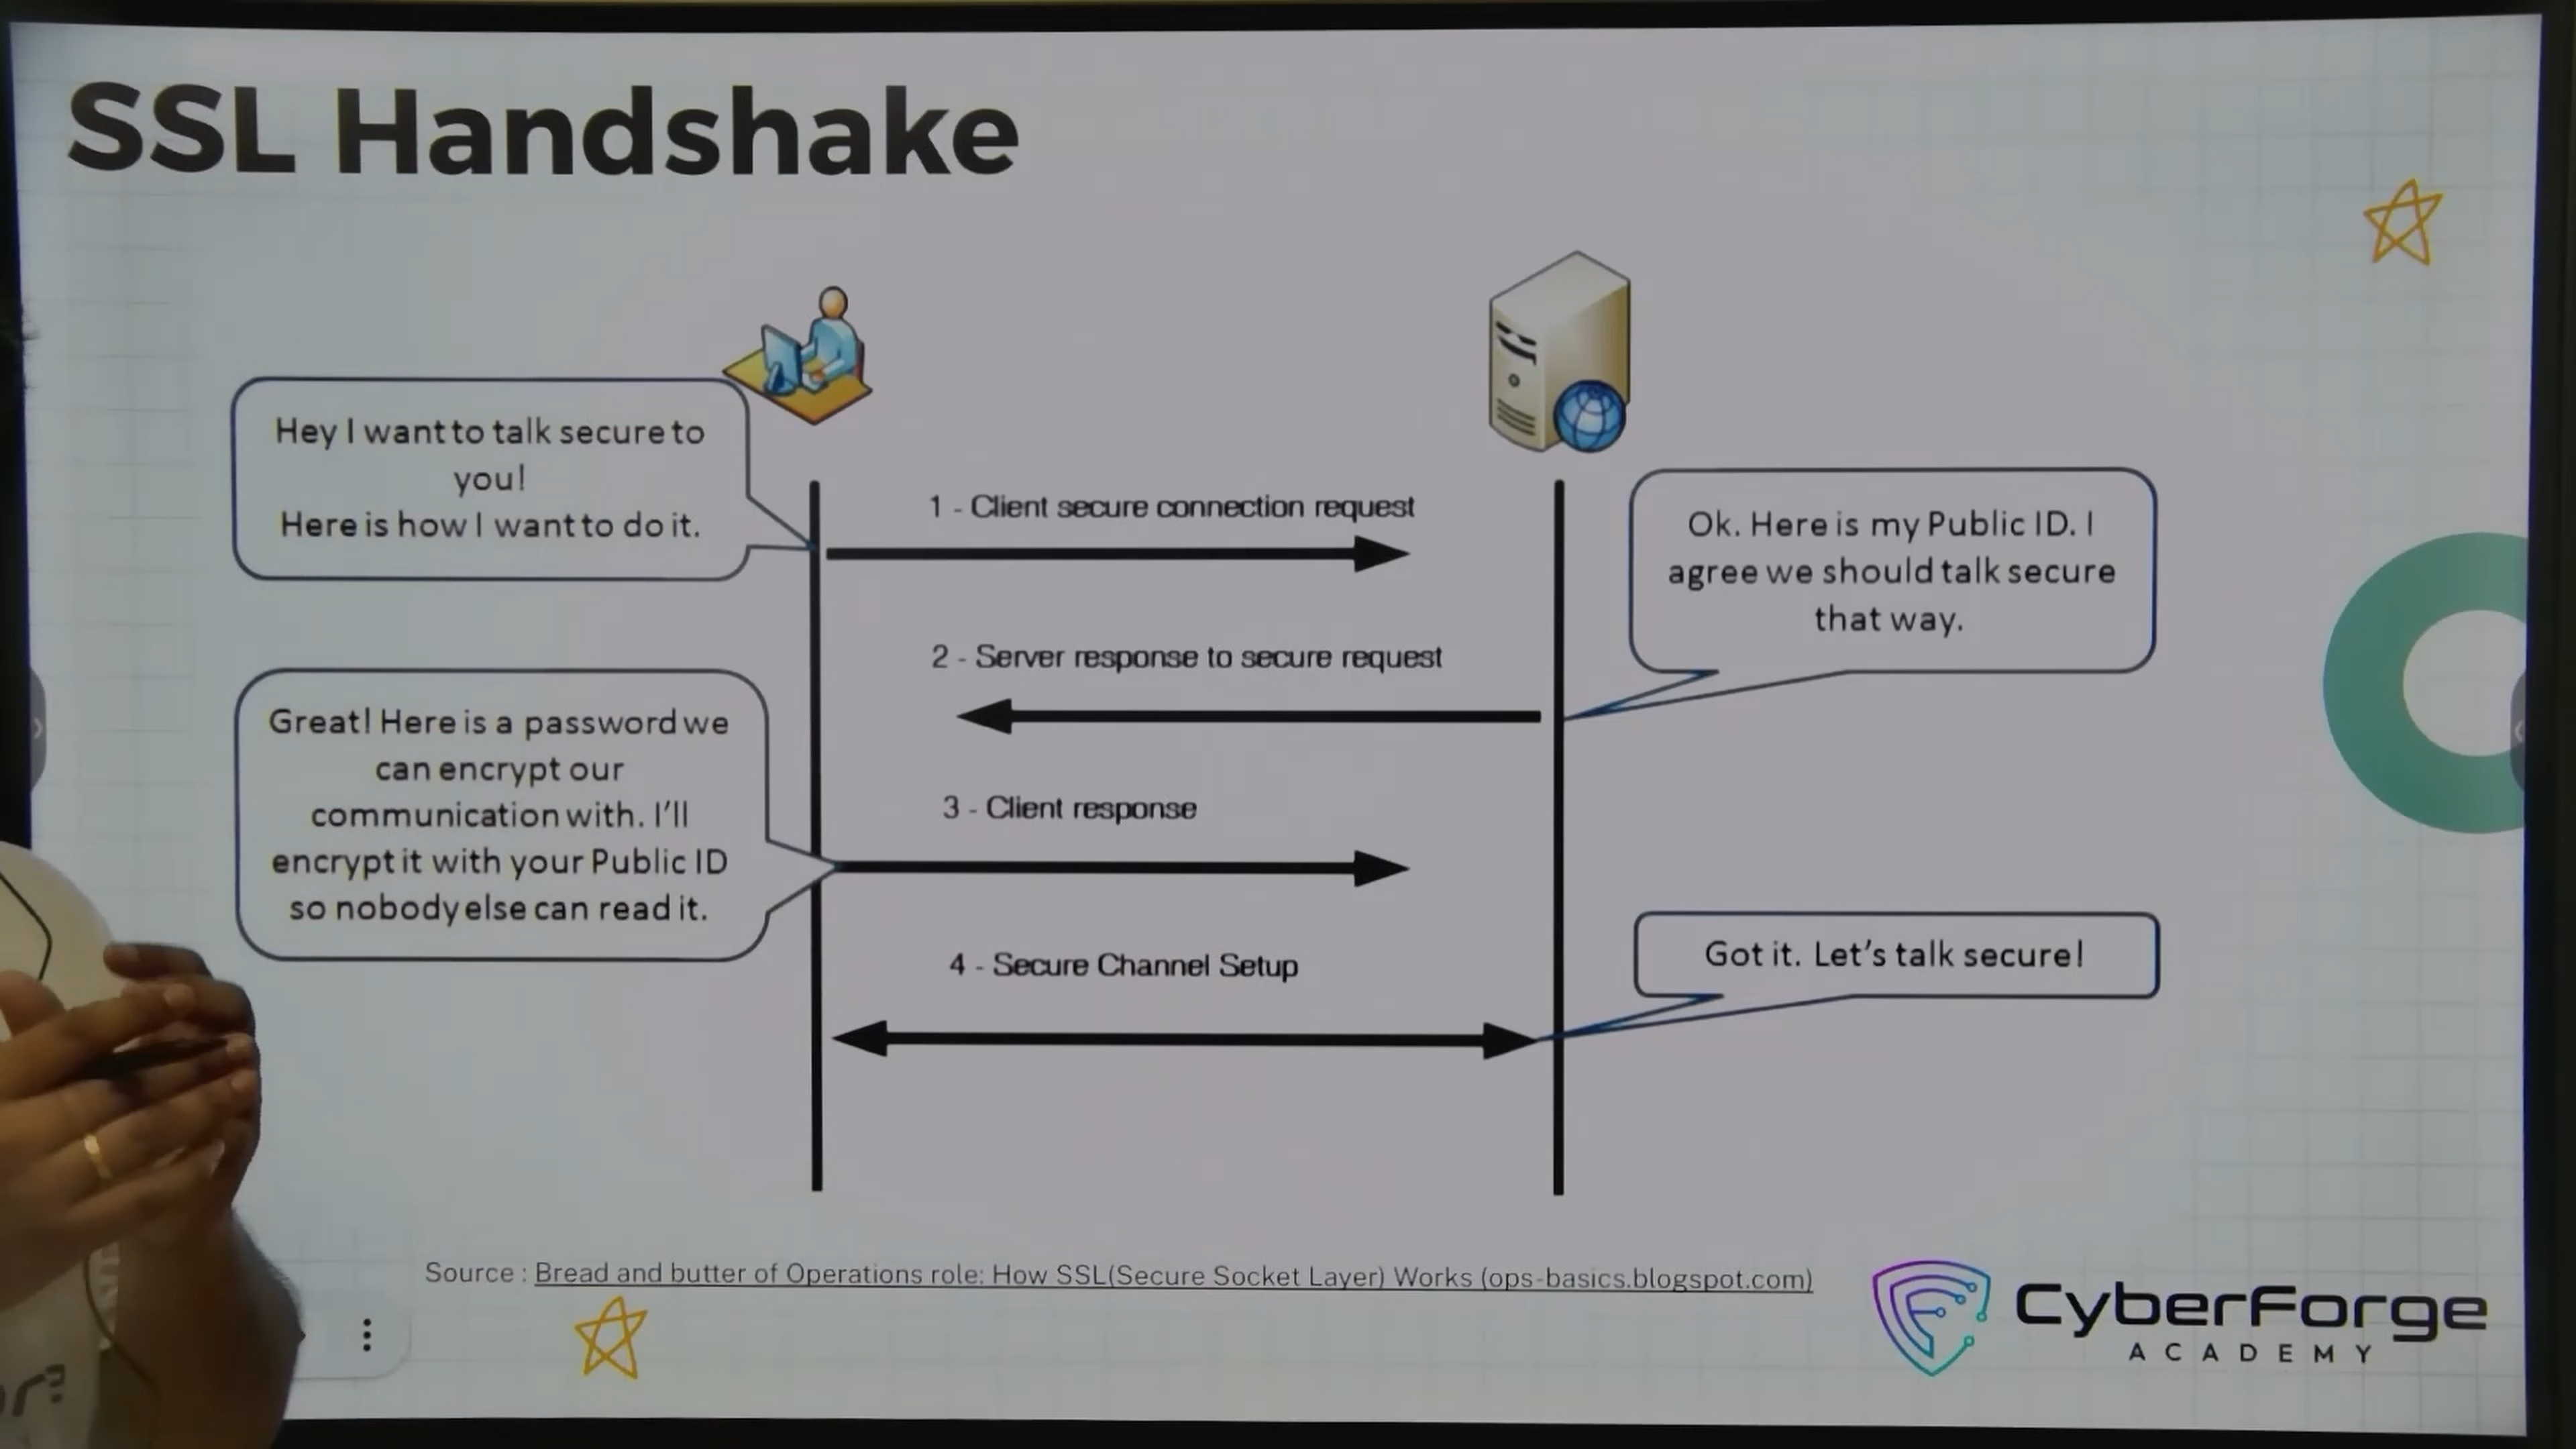 SSL Handshake
Hey I want to talk secure to
you!
Here is how I want to do it.
1 - Client secure connection request
Ok. Here is my Public ID. I
agree we should talk secure
that way.
2 - Server response to secure request
Great! Here is a password we
can encrypt our
communication with. I'll
encrypt it with your Public ID
so nobody else can read it.
3 - Client response
4 - Secure Channel Setup
Got it. Let's talk secure!
Source : Bread and butter of Operations role: How SSL(Secure Socket Layer) Works (ops-basics.blogspot.com)
CyberForge
ACADEMY